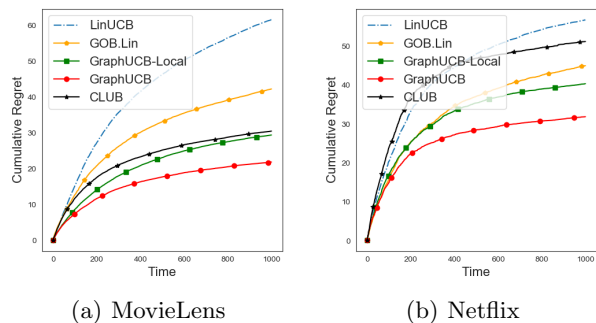 LinUCB
GOB.Lin
GraphUCB-Local
GraphUCB
CLUB
Cumulative Regret
60
50
40
30
20
10
0
0 200 400 600 800 1000
Time
(a) MovieLens
LinUCB
GOB.Lin
GraphUCB-Local
GraphUCB
CLUB
Cumulative Regret
50
40
30
20
10
0
0 200 400 600 800 1000
Time
(b) Netflix